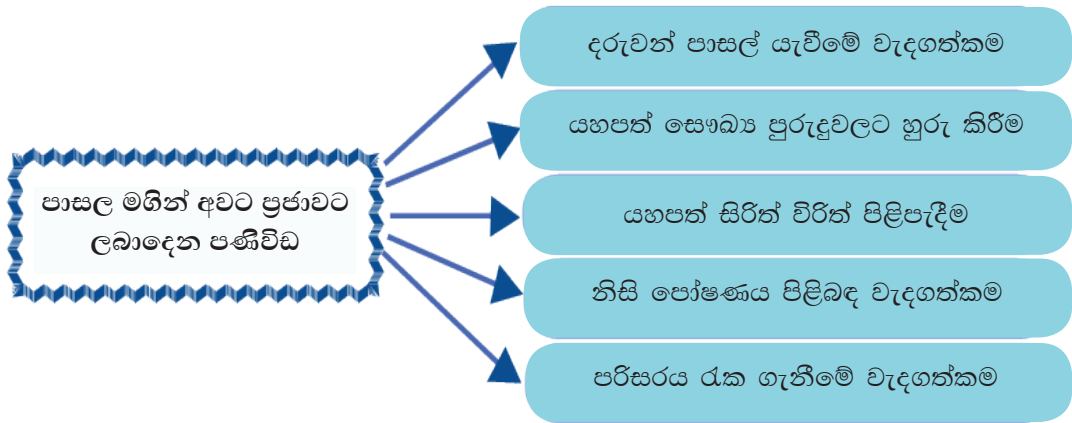 පාසල මගින් අවට ප්‍රජාවට
ලබාදෙන පණිවිඩ
දරුවන් පාසල් යැවීමේ වැදගත්කම
යහපත් සෞඛ්‍ය පුරුදුවලට හුරු කිරීම
යහපත් සිරිත් විරිත් පිළිපැදීම
නිසි පෝෂණය පිළිබඳ වැදගත්කම
පරිසරය රැක ගැනීමේ වැදගත්කම